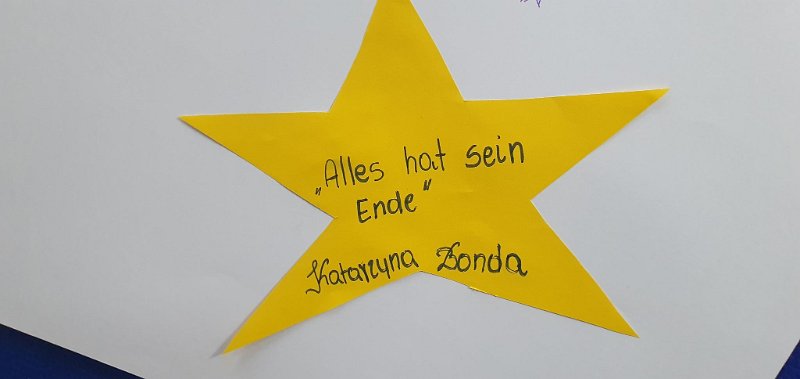 „Alles hat sein
Ende“
Katarzyna Bonda